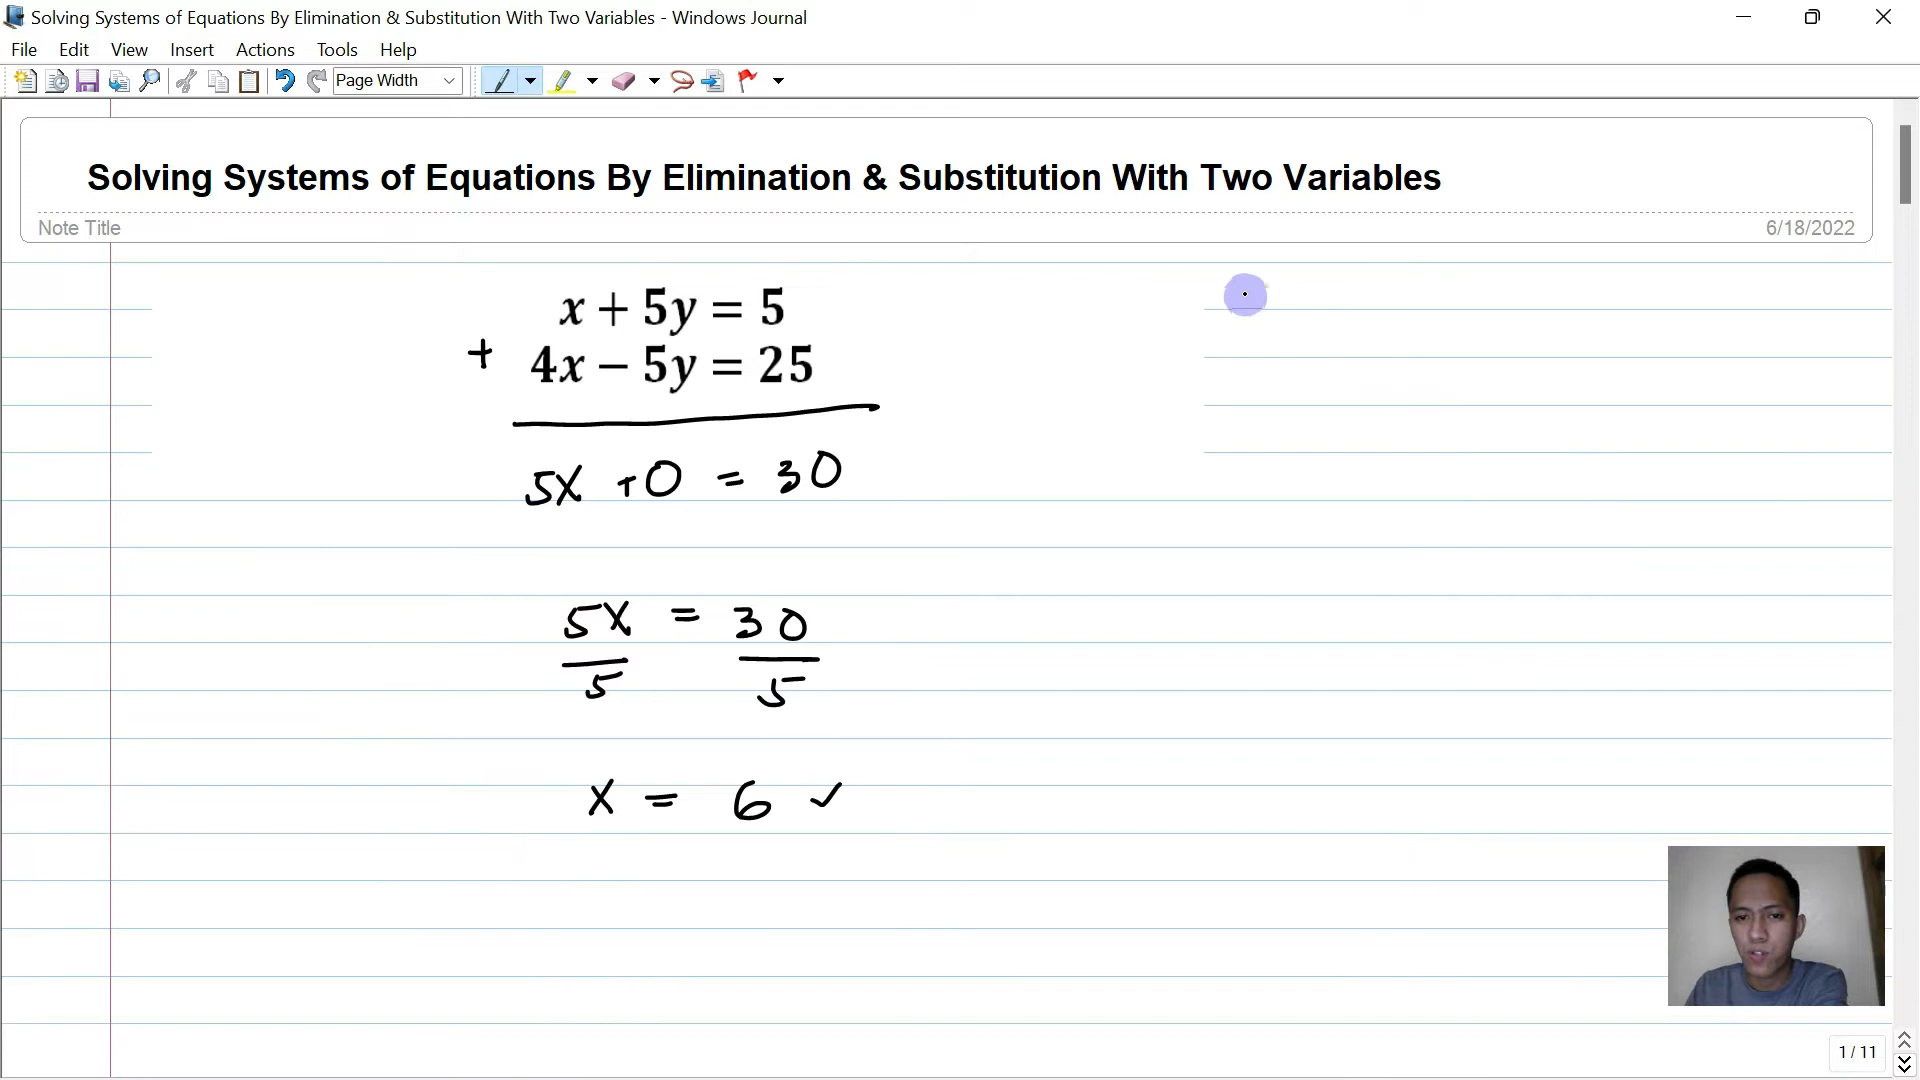 Solving Systems of Equations By Elimination & Substitution With Two Variables - Windows Journal
File Edit View Insert Actions Tools Help
Page Width
Solving Systems of Equations By Elimination & Substitution With Two Variables
Note Title 6/18/2022
x + 5y = 5
+ 4x − 5y = 25
5x + 0 = 30
5x = 30
5 5
x = 6 ✓
1 / 11